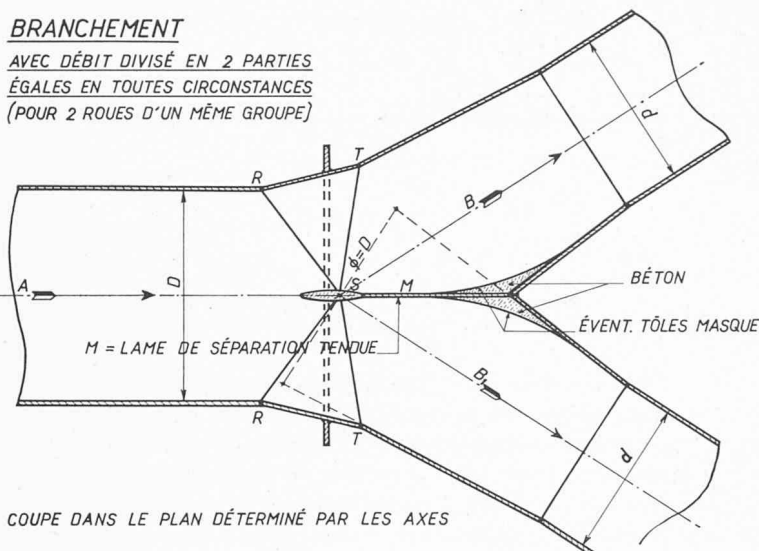 BRANCHEMENT
AVEC DÉBIT DIVISÉ EN 2 PARTIES
ÉGALES EN TOUTES CIRCONSTANCES
(POUR 2 ROUES D'UN MÊME GROUPE)
R
T
d
B,
A
D
φ=D
S
M
BÉTON
ÉVENT. TÔLES MASQUE
M = LAME DE SÉPARATION TENDUE
B,
R
T
d
COUPE DANS LE PLAN DÉTERMINÉ PAR LES AXES